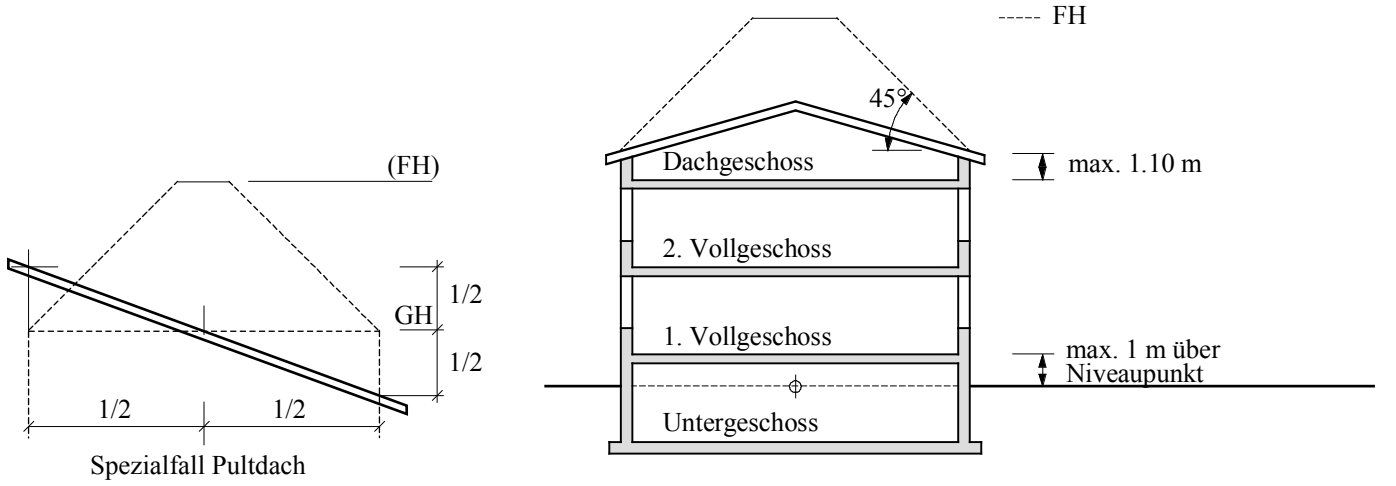 (FH)
1/2
GH
1/2
1/2
1/2
Spezialfall Pultdach
FH
45°
Dachgeschoss
max. 1.10 m
2. Vollgeschoss
1. Vollgeschoss
max. 1 m über
Niveaupunkt
Untergeschoss